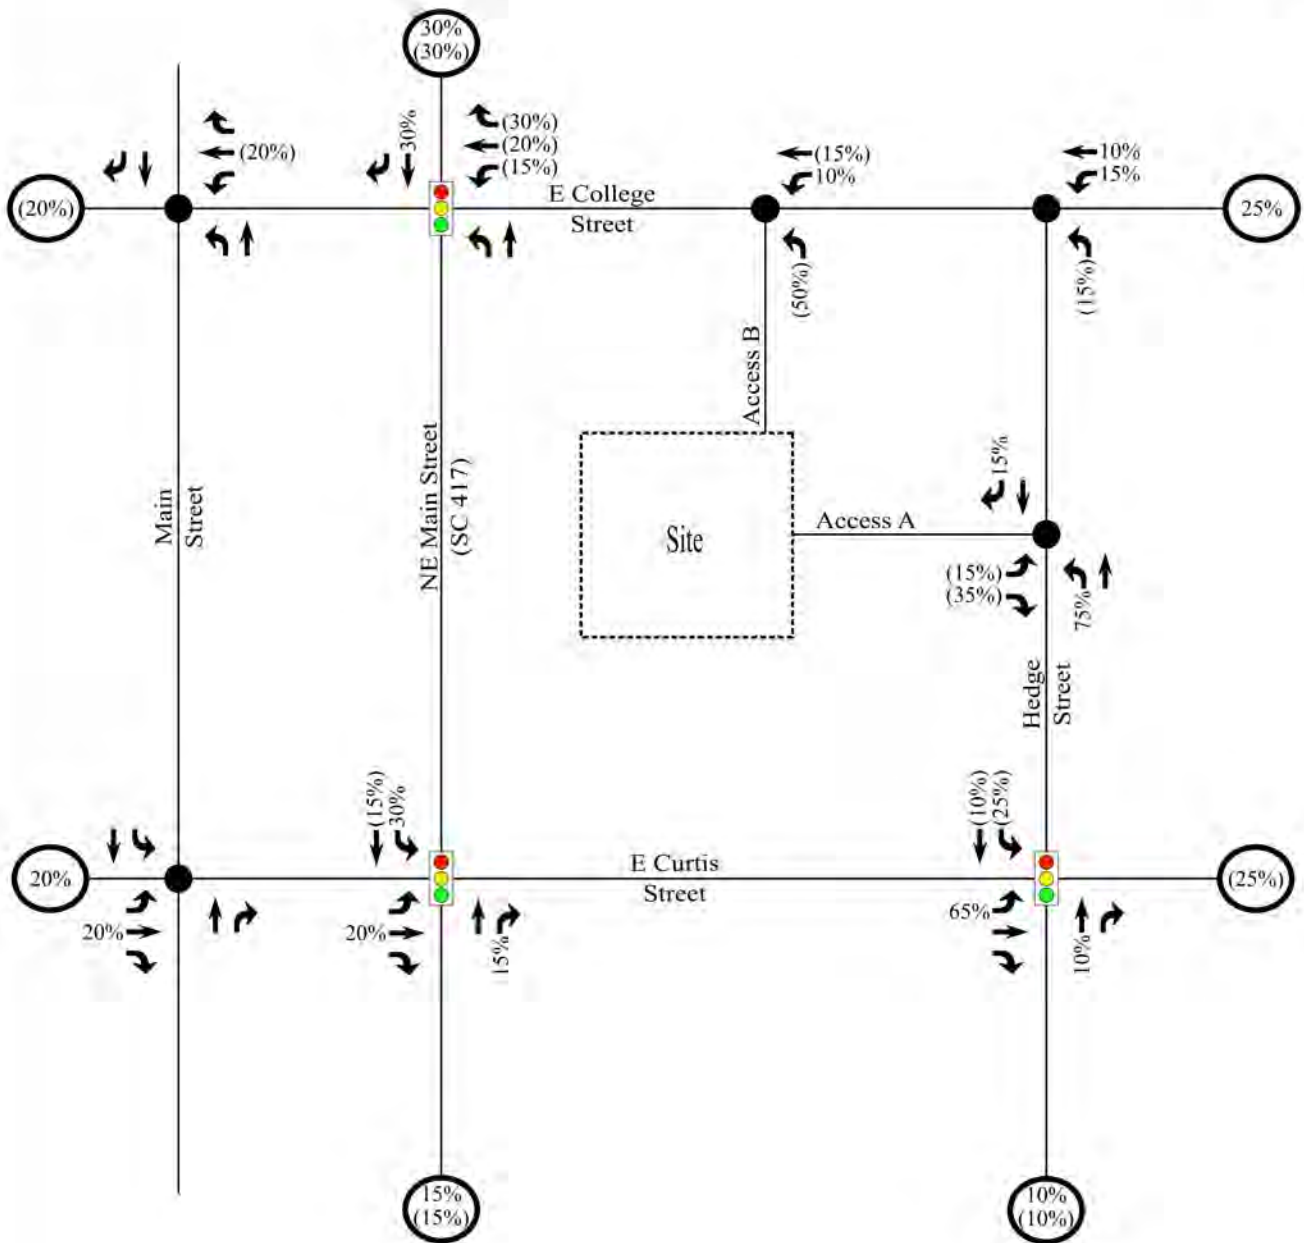 30%
(30%)
(20%)
30%
(30%)
(20%)
(15%)
(15%)
10%
10%
15%
(20%)
E College
Street
25%
(50%)
(15%)
Access B
Main
Street
NE Main Street
(SC 417)
Site
Access A
15%
(15%)
(35%)
75%
Hedge
Street
(15%)
30%
(10%)
(25%)
20%
E Curtis
Street
(25%)
20%
20%
15%
65%
10%
15%
(15%)
10%
(10%)